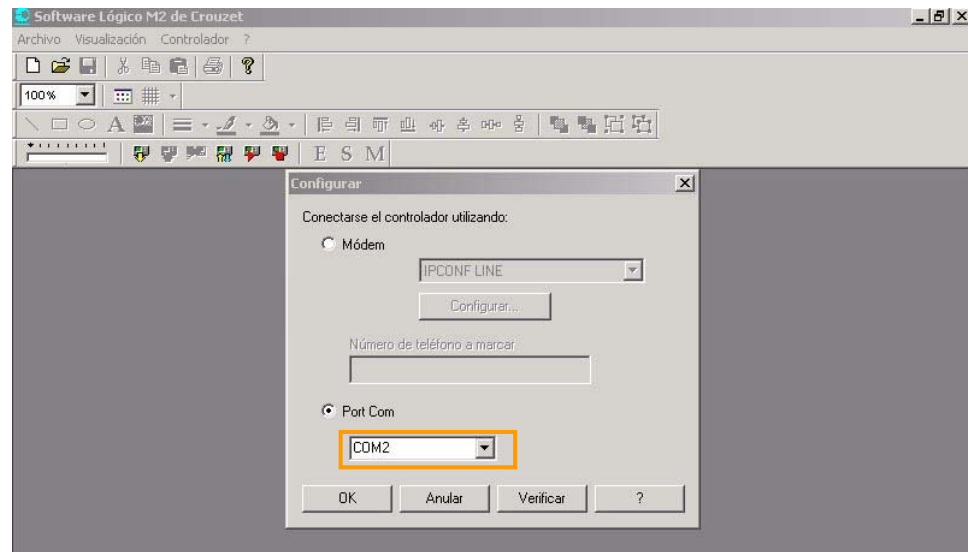 Software Lógico M2 de Crouzet
Archivo Visualización Controlador ?
100%
A
E S M
Configurar
Conectarse el controlador utilizando:
Módem
IPCONF LINE
Configurar...
Número de teléfono a marcar
Port Com
COM2
OK Anular Verificar ?